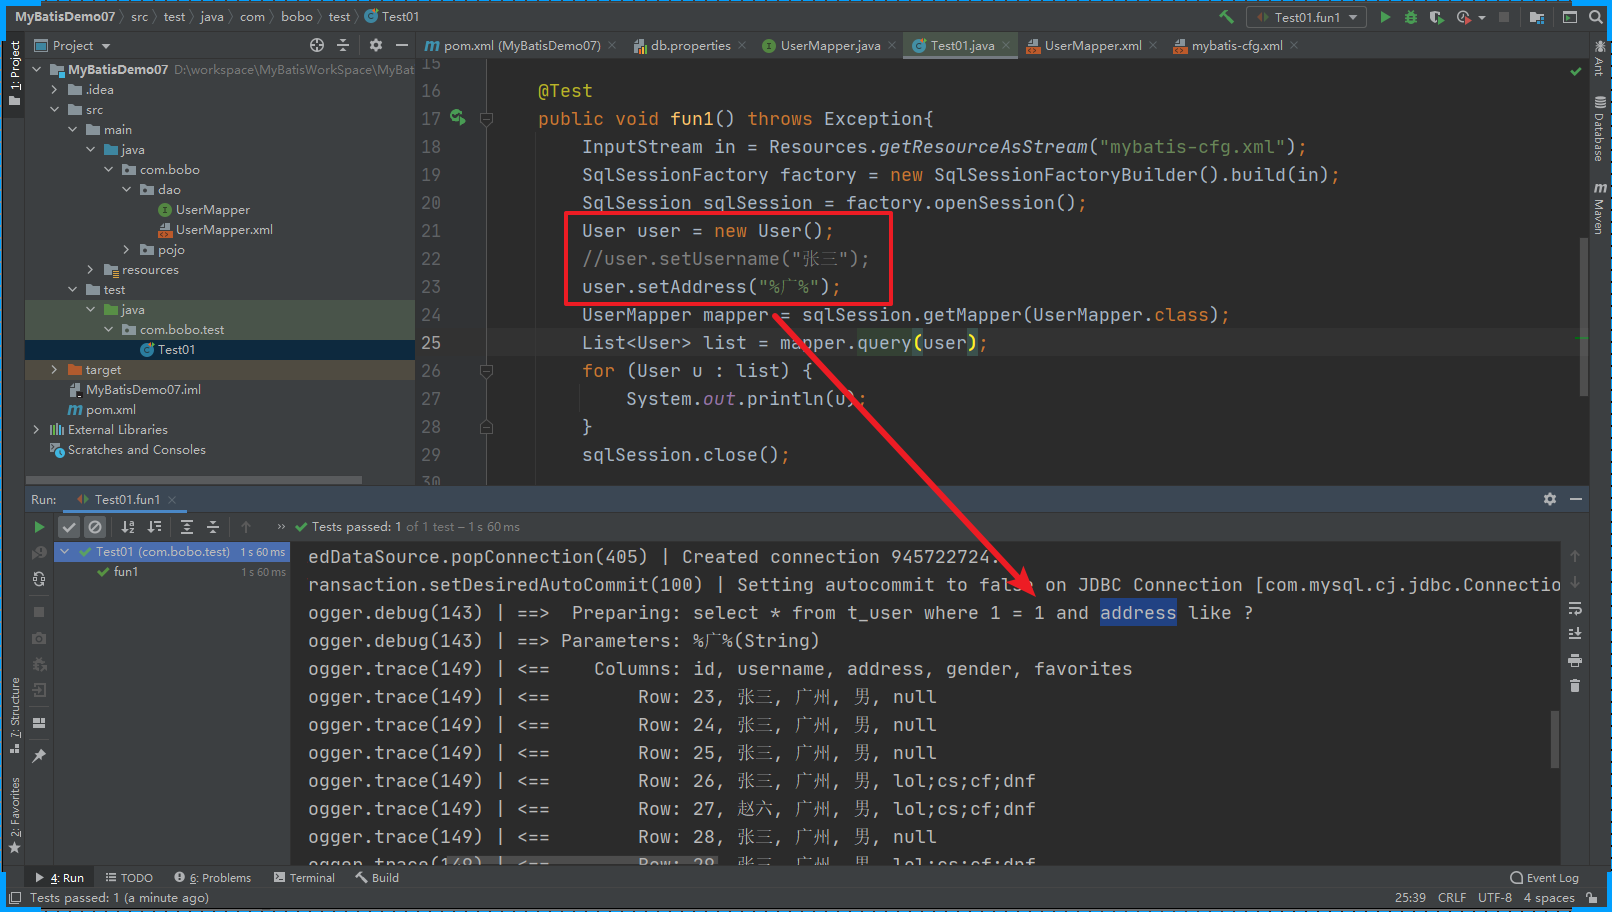 MyBatisDemo07 src test java com bobo test Test01
Test01.fun1
Project
pom.xml (MyBatisDemo07) db.properties UserMapper.java Test01.java UserMapper.xml mybatis-cfg.xml
1: Project
7: Structure
2: Favorites
Ant
Database
Maven
MyBatisDemo07 D:\workspace\MyBatisWorkSpace\MyBat
.idea
src
main
java
com.bobo
dao
UserMapper
UserMapper.xml
pojo
resources
test
java
com.bobo.test
Test01
target
MyBatisDemo07.iml
pom.xml
External Libraries
Scratches and Consoles
15
16 @Test
17 public void fun1() throws Exception{
18 InputStream in = Resources.getResourceAsStream("mybatis-cfg.xml");
19 SqlSessionFactory factory = new SqlSessionFactoryBuilder().build(in);
20 SqlSession sqlSession = factory.openSession();
21 User user = new User();
22 //user.setUsername("张三");
23 user.setAddress("%广%");
24 UserMapper mapper = sqlSession.getMapper(UserMapper.class);
25 List<User> list = mapper.query(user);
26 for (User u : list) {
27 System.out.println(u);
28 }
29 sqlSession.close();
30
Run: Test01.fun1
Tests passed: 1 of 1 test – 1 s 60 ms
Test01 (com.bobo.test) 1 s 60 ms
fun1 1 s 60 ms
edDataSource.popConnection(405) | Created connection 945722724.
ransaction.setDesiredAutoCommit(100) | Setting autocommit to false on JDBC Connection [com.mysql.cj.jdbc.Connectio
ogger.debug(143) | ==> Preparing: select * from t_user where 1 = 1 and address like ?
ogger.debug(143) | ==> Parameters: %广%(String)
ogger.trace(149) | <== Columns: id, username, address, gender, favorites
ogger.trace(149) | <== Row: 23, 张三, 广州, 男, null
ogger.trace(149) | <== Row: 24, 张三, 广州, 男, null
ogger.trace(149) | <== Row: 25, 张三, 广州, 男, null
ogger.trace(149) | <== Row: 26, 张三, 广州, 男, lol;cs;cf;dnf
ogger.trace(149) | <== Row: 27, 赵六, 广州, 男, lol;cs;cf;dnf
ogger.trace(149) | <== Row: 28, 张三, 广州, 男, null
ogger.trace(149) | <== Row: 29, 张三, 广州, 男, lol;cs;cf;dnf
4: Run TODO 6: Problems Terminal Build Event Log
Tests passed: 1 (a minute ago) 25:39 CRLF UTF-8 4 spaces